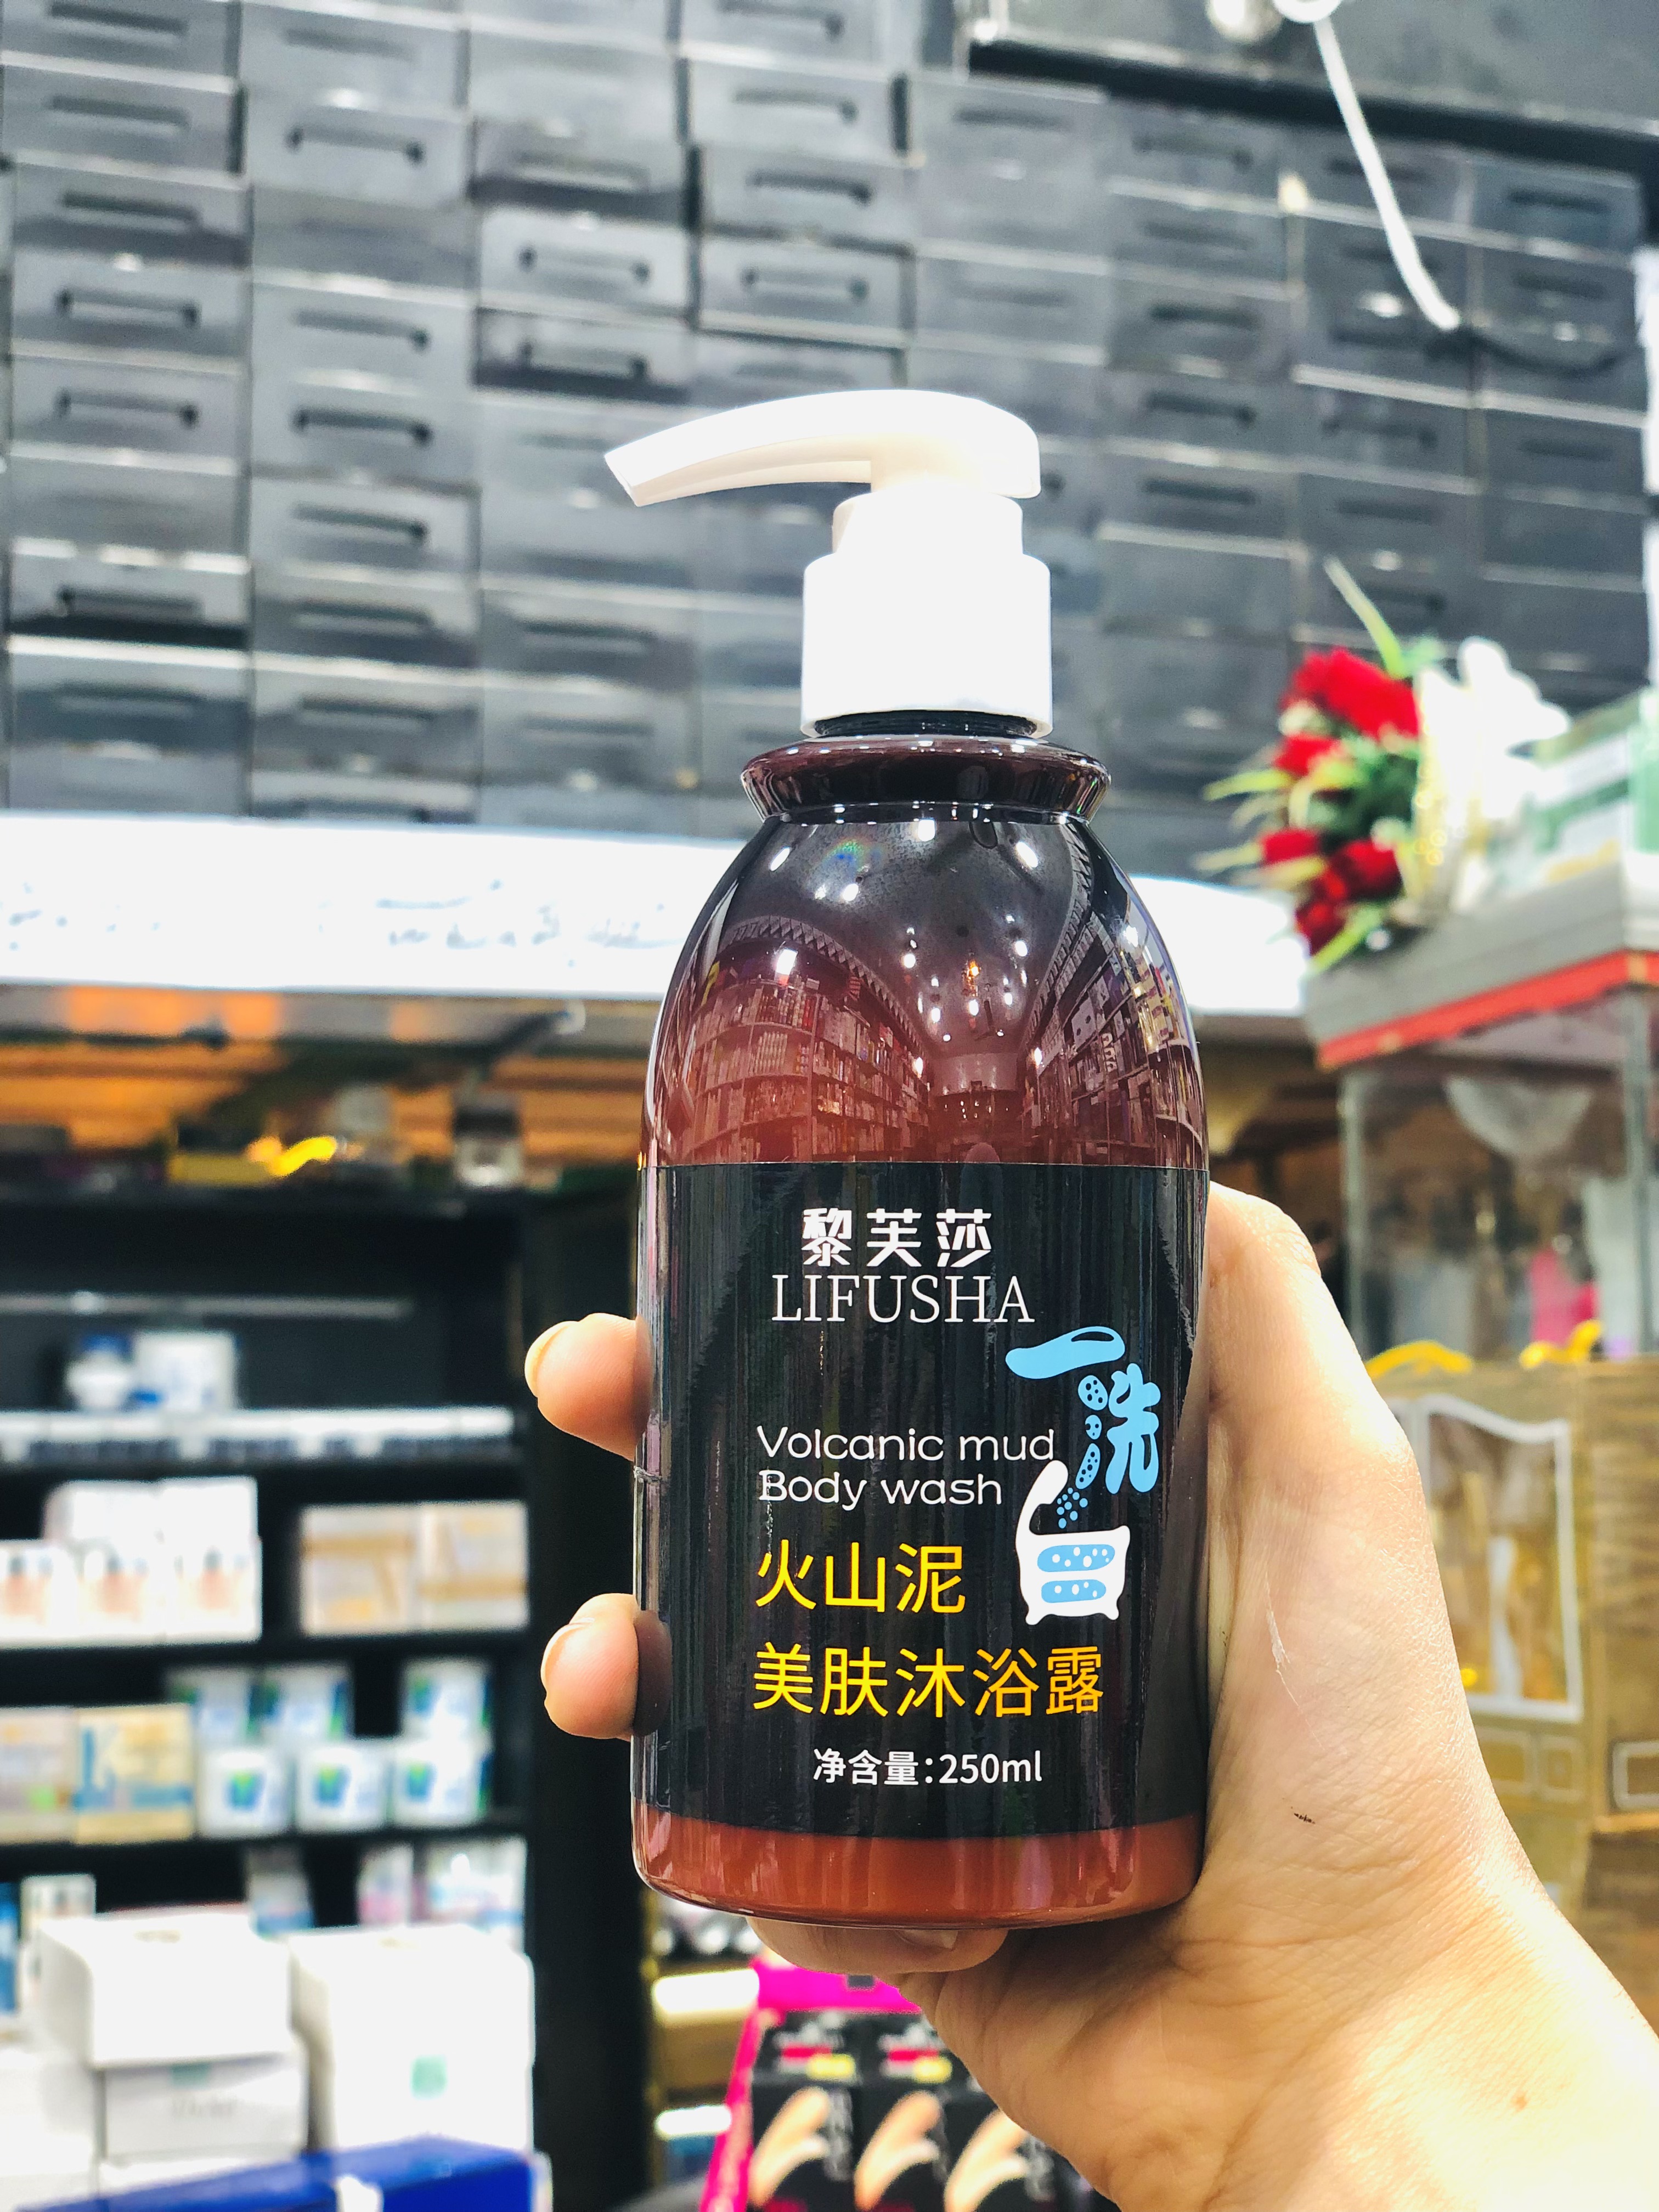 黎芙莎
LIFUSHA
一洗白
Volcanic mud
Body wash
火山泥
美肤沐浴露
净含量:250ml